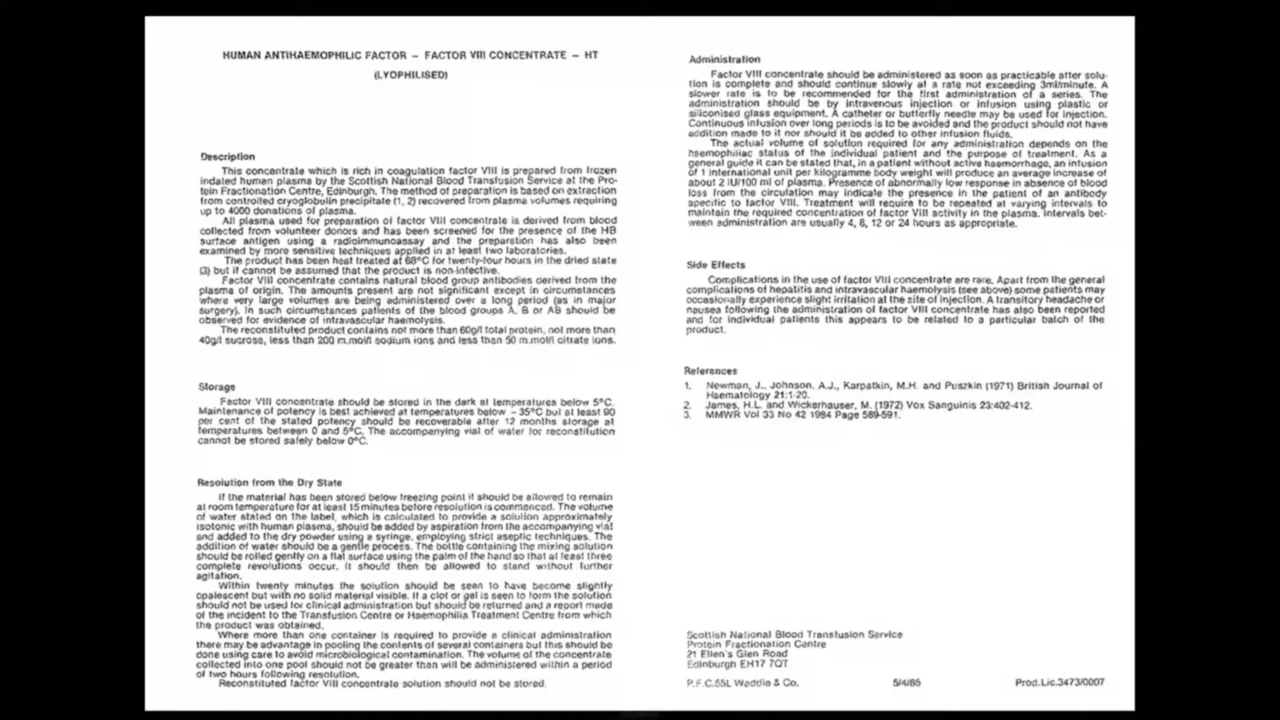 HUMAN ANTIHAEMOPHILIC FACTOR – FACTOR VIII CONCENTRATE – HT
(LYOPHILISED)
Description
This concentrate which is rich in coagulation factor VIII is prepared from frozen
indated human plasma by the Scottish National Blood Transfusion Service at the Pro-
tein Fractionation Centre, Edinburgh. The method of preparation is based on extraction
from controlled cryoglobulin precipitate (1, 2) recovered from plasma volumes requiring
up to 4000 donations of plasma.
All plasma used for preparation of factor VIII concentrate is derived from blood
collected from volunteer donors and has been screened for the presence of the HB
surface antigen using a radioimmunoassay and the preparation has also been
examined by more sensitive techniques applied in at least two laboratories.
The product has been heat treated at 68°C for twenty-four hours in the dried state
(3) but it cannot be assumed that the product is non-infective.
Factor VIII concentrate contains natural blood group antibodies derived from the
plasma of origin. The amounts present are not significant except in circumstances
where very large volumes are being administered over a long period (as in major
surgery). In such circumstances patients of the blood groups A, B or AB should be
observed for evidence of intravascular haemolysis.
The reconstituted product contains not more than 60g/l total protein, not more than
40g/l sucrose, less than 200 m.mol/l sodium ions and less than 50 m.mol/l citrate ions.
Storage
Factor VIII concentrate should be stored in the dark at temperatures below 5°C.
Maintenance of potency is best achieved at temperatures below – 35°C but at least 90
per cent of the stated potency should be recoverable after 12 months storage at
temperatures between 0 and 5°C. The accompanying vial of water for reconstitution
cannot be stored safely below 0°C.
Resolution from the Dry State
If the material has been stored below freezing point it should be allowed to remain
at room temperature for at least 15 minutes before resolution is commenced. The volume
of water stated on the label, which is calculated to provide a solution approximately
isotonic with human plasma, should be added by aspiration from the accompanying vial
and added to the dry powder using a syringe, employing strict aseptic techniques. The
addition of water should be a gentle process. The bottle containing the mixing solution
should be rolled gently on a flat surface using the palm of the hand so that at least three
complete revolutions occur. It should then be allowed to stand without further
agitation.
Within twenty minutes the solution should be seen to have become slightly
opalescent but with no solid material visible. If a clot or gel is seen to form the solution
should not be used for clinical administration but should be returned and a report made
of the incident to the Transfusion Centre or Haemophilia Treatment Centre from which
the product was obtained.
Where more than one container is required to provide a clinical administration
there may be advantage in pooling the contents of several containers but this should be
done using care to avoid microbiological contamination. The volume of the concentrate
collected into one pool should not be greater than will be administered within a period
of two hours following resolution.
Reconstituted factor VIII concentrate solution should not be stored.
Administration
Factor VIII concentrate should be administered as soon as practicable after solu-
tion is complete and should continue slowly at a rate not exceeding 3ml/minute. A
slower rate is to be recommended for the first administration of a series. The
administration should be by intravenous injection or infusion using plastic or
siliconised glass equipment. A catheter or butterfly needle may be used for injection.
Continuous infusion over long periods is to be avoided and the product should not have
addition made to it nor should it be added to other infusion fluids.
The actual volume of solution required for any administration depends on the
haemophiliac status of the individual patient and the purpose of treatment. As a
general guide it can be stated that, in a patient without active haemorrhage, an infusion
of 1 international unit per kilogramme body weight will produce an average increase of
about 2 IU/100 ml of plasma. Presence of abnormally low response in absence of blood
loss from the circulation may indicate the presence in the patient of an antibody
specific to factor VIII. Treatment will require to be repeated at varying intervals to
maintain the required concentration of factor VIII activity in the plasma. Intervals bet-
ween administration are usually 4, 8, 12 or 24 hours as appropriate.
Side Effects
Complications in the use of factor VIII concentrate are rare. Apart from the general
complications of hepatitis and intravascular haemolysis (see above) some patients may
occasionally experience slight irritation at the site of injection. A transitory headache or
nausea following the administration of factor VIII concentrate has also been reported
and for individual patients this appears to be related to a particular batch of the
product.
References
1. Newman, J., Johnson, A.J., Karpatkin, M.H. and Puszkin (1971) British Journal of
Haematology 21:1-20.
2. James, H.L. and Wickerhauser, M. (1972) Vox Sanguinis 23:402-412.
3. MMWR Vol 33 No 42 1984 Page 589-591.
Scottish National Blood Transfusion Service
Protein Fractionation Centre
21 Ellen's Glen Road
Edinburgh EH17 7QT
P.F.C.55L Waddie & Co. 5/4/85 Prod.Lic.3473/0007